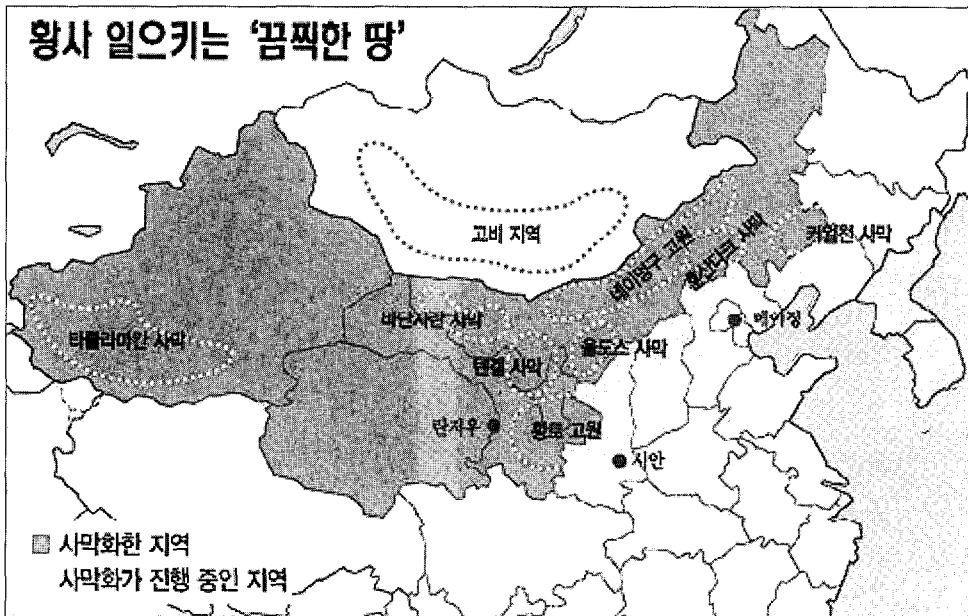 황사 일으키는 '끔찍한 땅'
고비 지역
네이멍구 고원
훈산다크 사막
커얼친 사막
타클라마칸 사막
바단지린 사막
베이징
텐겔 사막
올도스 사막
란저우
황토 고원
시안
사막화한 지역
사막화가 진행 중인 지역